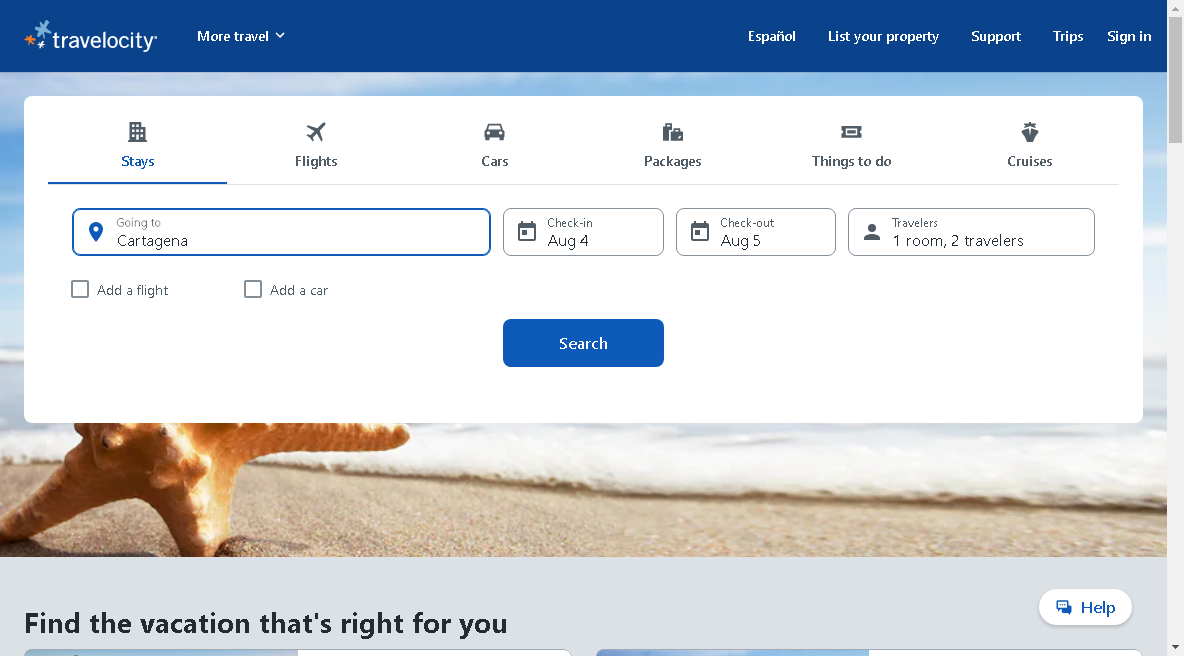 travelocity
More travel
Español
List your property
Support
Trips
Sign in
Stays
Flights
Cars
Packages
Things to do
Cruises
Going to
Cartagena
Check-in
Aug 4
Check-out
Aug 5
Travelers
1 room, 2 travelers
Add a flight
Add a car
Search
Find the vacation that's right for you
Help